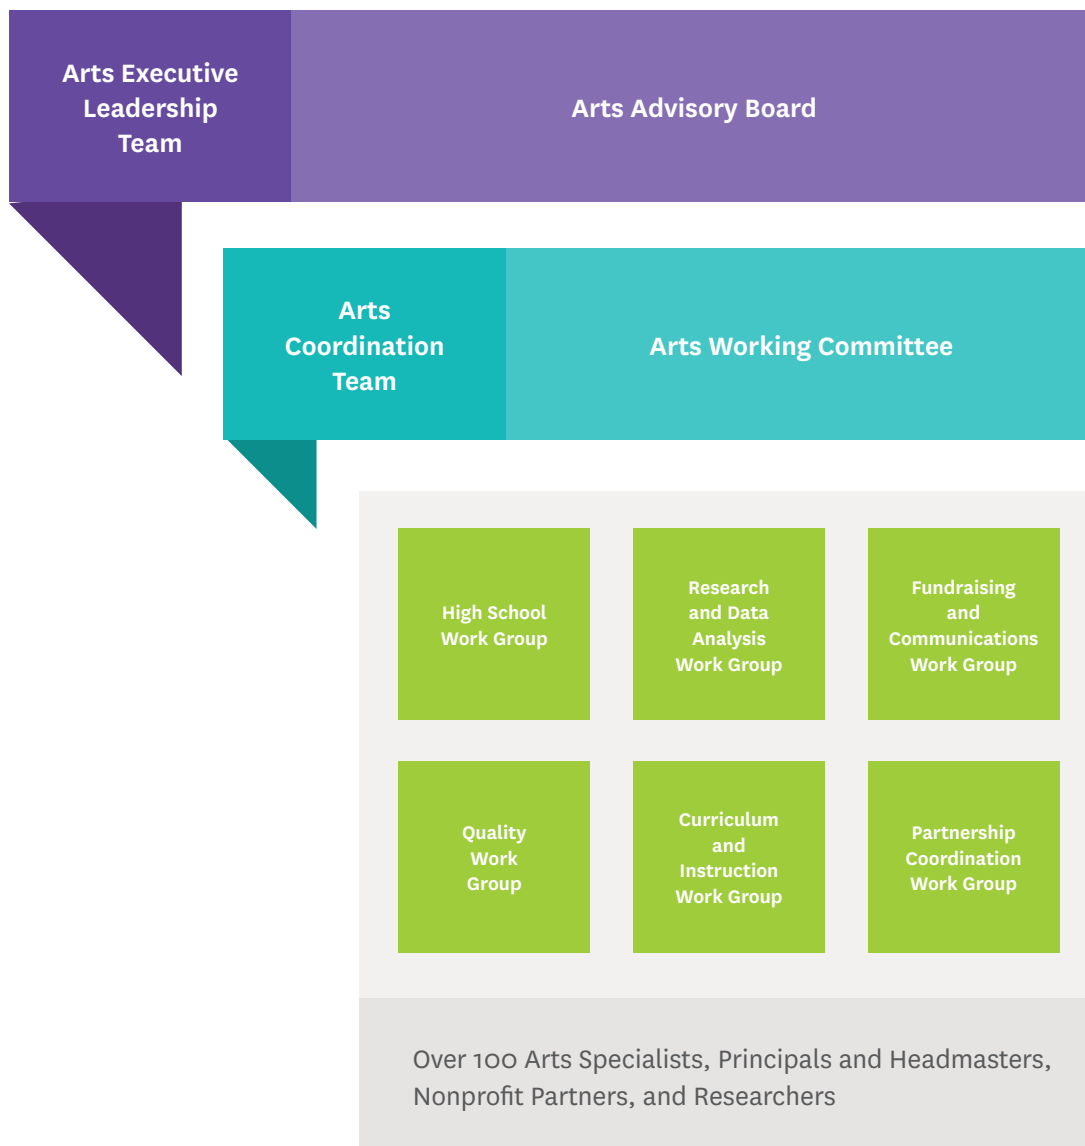 Arts Executive
Leadership
Team
Arts Advisory Board
Arts
Coordination
Team
Arts Working Committee
High School
Work Group
Research
and Data
Analysis
Work Group
Fundraising
and
Communications
Work Group
Quality
Work
Group
Curriculum
and
Instruction
Work Group
Partnership
Coordination
Work Group
Over 100 Arts Specialists, Principals and Headmasters,
Nonprofit Partners, and Researchers